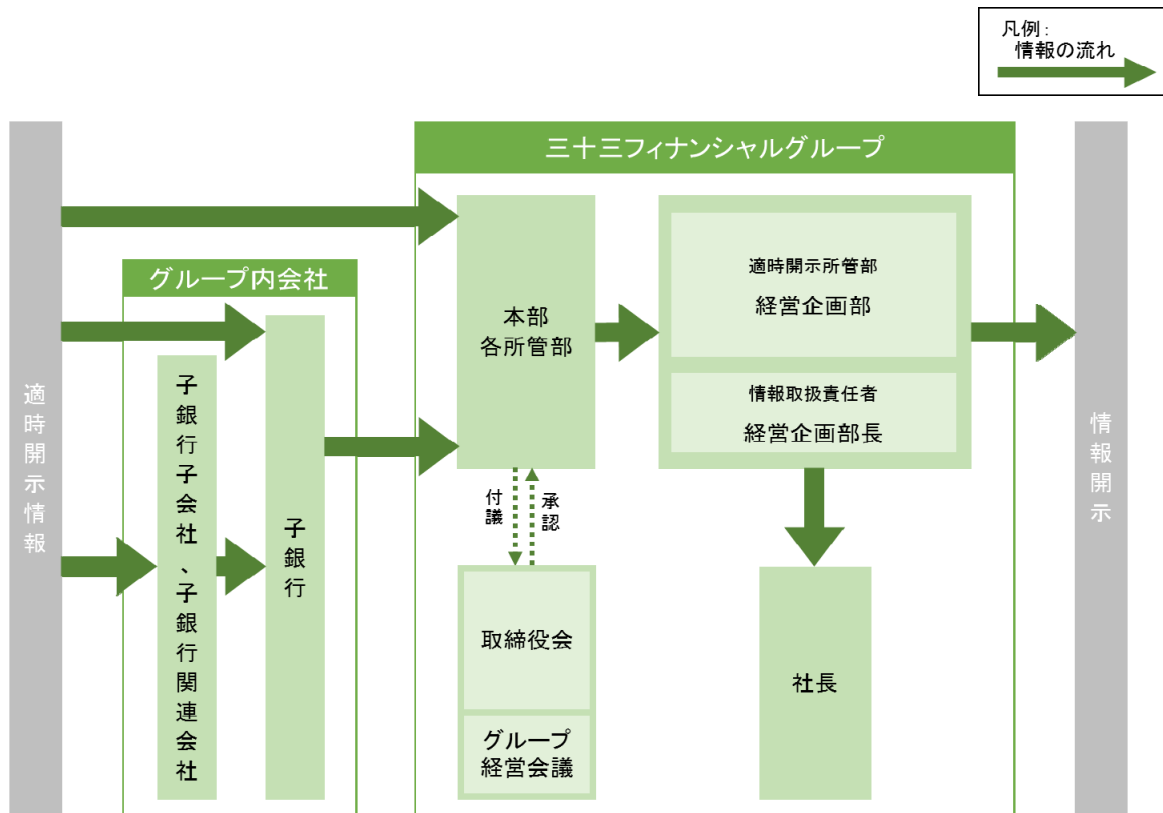 凡例：
情報の流れ
三十三フィナンシャルグループ
グループ内会社
適時開示情報
子銀行子会社、子銀行関連会社
子銀行
本部
各所管部
適時開示所管部
経営企画部
情報取扱責任者
経営企画部長
付議
承認
取締役会
グループ
経営会議
社長
情報開示